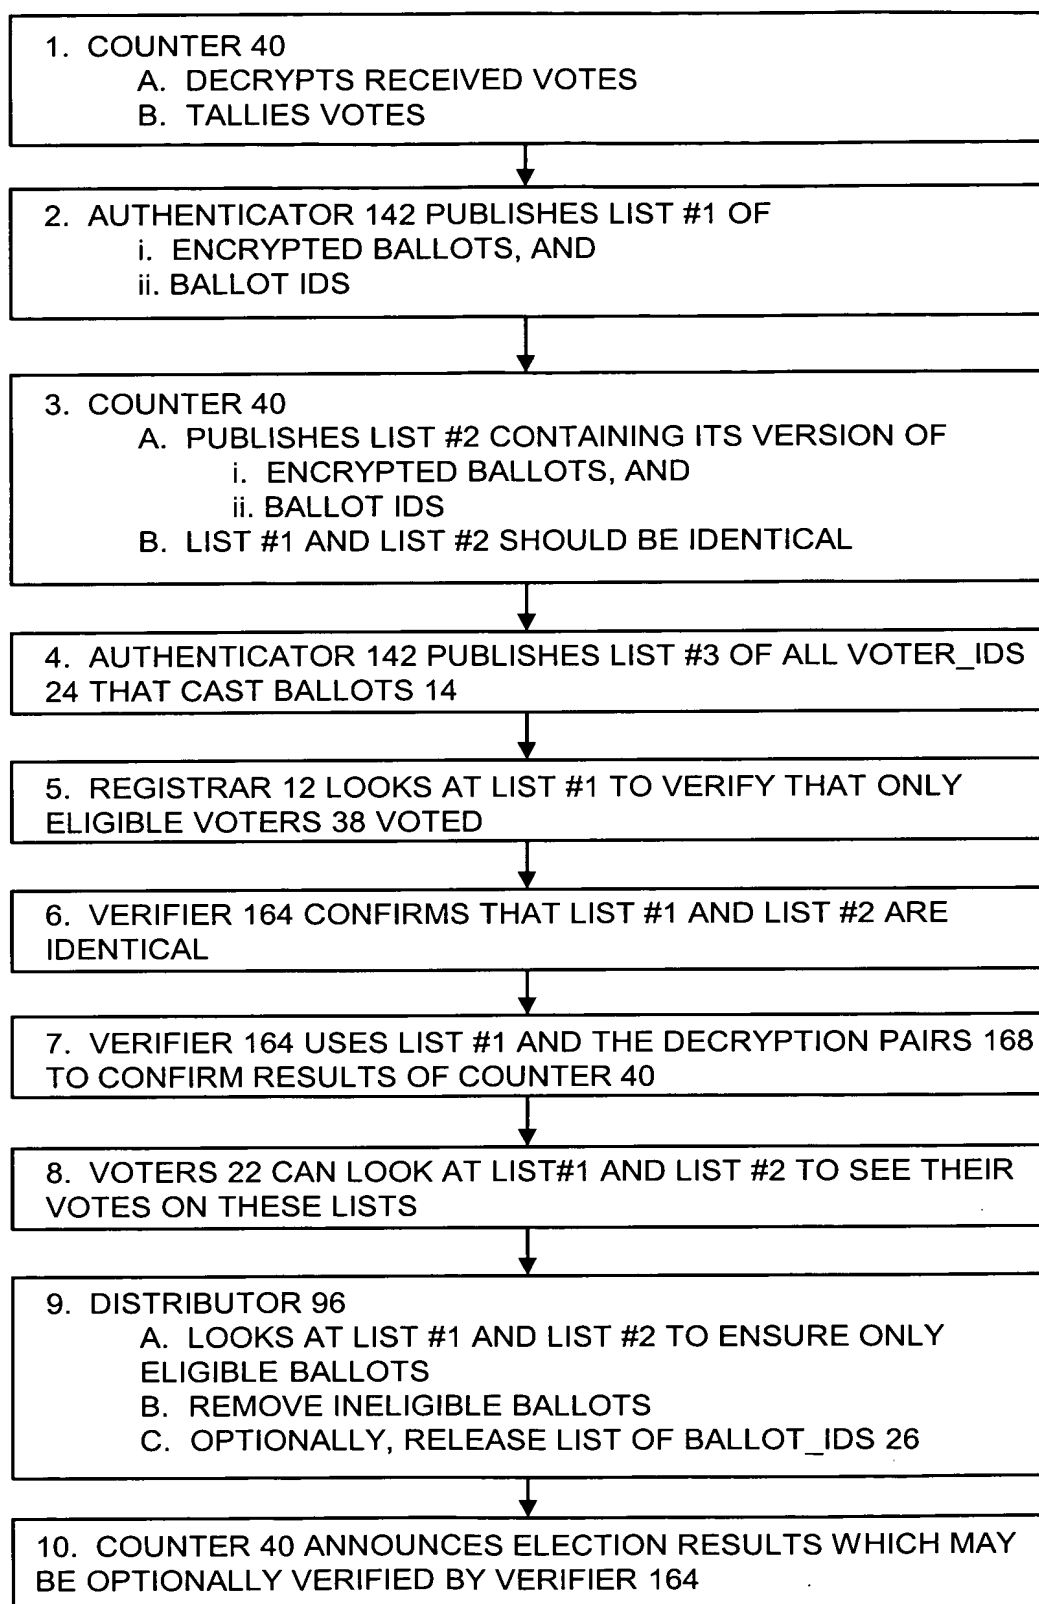 1. COUNTER 40
A. DECRYPTS RECEIVED VOTES
B. TALLIES VOTES
2. AUTHENTICATOR 142 PUBLISHES LIST #1 OF
i. ENCRYPTED BALLOTS, AND
ii. BALLOT IDS
3. COUNTER 40
A. PUBLISHES LIST #2 CONTAINING ITS VERSION OF
i. ENCRYPTED BALLOTS, AND
ii. BALLOT IDS
B. LIST #1 AND LIST #2 SHOULD BE IDENTICAL
4. AUTHENTICATOR 142 PUBLISHES LIST #3 OF ALL VOTER_IDS
24 THAT CAST BALLOTS 14
5. REGISTRAR 12 LOOKS AT LIST #1 TO VERIFY THAT ONLY
ELIGIBLE VOTERS 38 VOTED
6. VERIFIER 164 CONFIRMS THAT LIST #1 AND LIST #2 ARE
IDENTICAL
7. VERIFIER 164 USES LIST #1 AND THE DECRYPTION PAIRS 168
TO CONFIRM RESULTS OF COUNTER 40
8. VOTERS 22 CAN LOOK AT LIST#1 AND LIST #2 TO SEE THEIR
VOTES ON THESE LISTS
9. DISTRIBUTOR 96
A. LOOKS AT LIST #1 AND LIST #2 TO ENSURE ONLY
ELIGIBLE BALLOTS
B. REMOVE INELIGIBLE BALLOTS
C. OPTIONALLY, RELEASE LIST OF BALLOT_IDS 26
10. COUNTER 40 ANNOUNCES ELECTION RESULTS WHICH MAY
BE OPTIONALLY VERIFIED BY VERIFIER 164